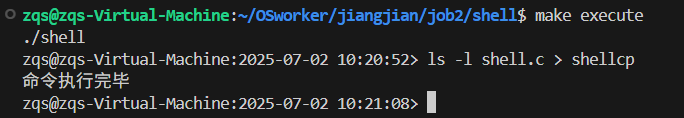 zqs@zqs-Virtual-Machine:~/OSworker/jiangjian/job2/shell$ make execute
./shell
zqs@zqs-Virtual-Machine:2025-07-02 10:20:52> ls -l shell.c > shellcp
命令执行完毕
zqs@zqs-Virtual-Machine:2025-07-02 10:21:08>